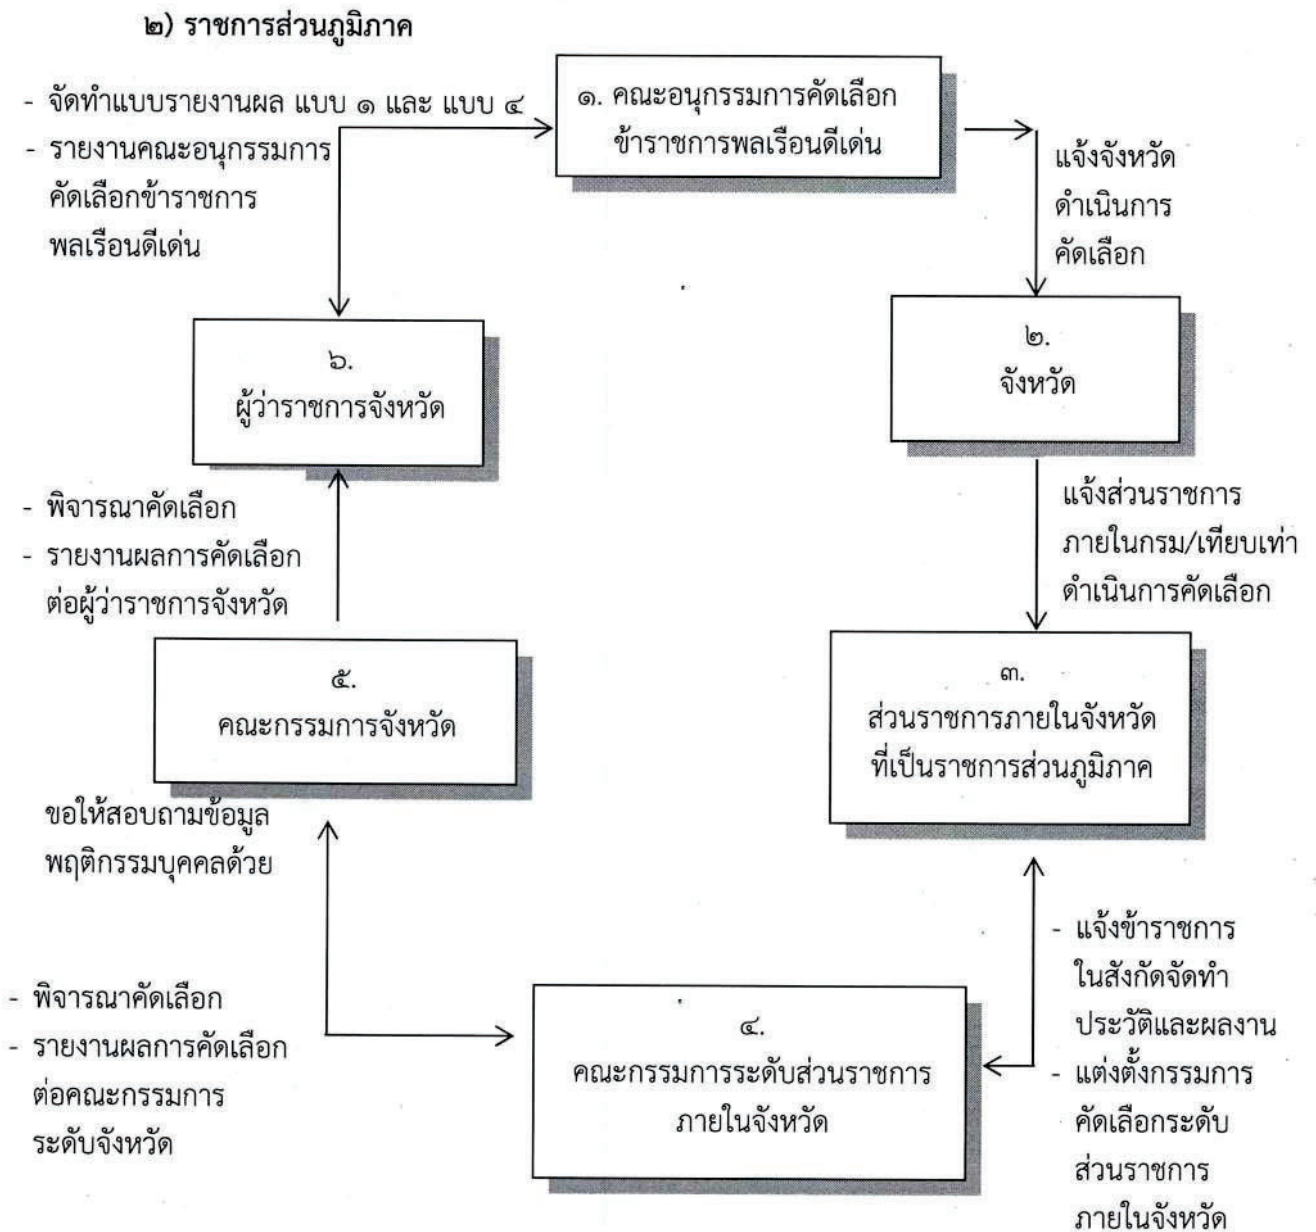 ๒) ราชการส่วนภูมิภาค
- จัดทำแบบรายงานผล แบบ ๑ และ แบบ ๔
- รายงานคณะอนุกรรมการ
คัดเลือกข้าราชการ
พลเรือนดีเด่น
๑. คณะอนุกรรมการคัดเลือก
ข้าราชการพลเรือนดีเด่น
แจ้งจังหวัด
ดำเนินการ
คัดเลือก
๒.
จังหวัด
๖.
ผู้ว่าราชการจังหวัด
แจ้งส่วนราชการ
ภายในกรม/เทียบเท่า
ดำเนินการคัดเลือก
- พิจารณาคัดเลือก
- รายงานผลการคัดเลือก
ต่อผู้ว่าราชการจังหวัด
๓.
ส่วนราชการภายในจังหวัด
ที่เป็นราชการส่วนภูมิภาค
๕.
คณะกรรมการจังหวัด
ขอให้สอบถามข้อมูล
พฤติกรรมบุคคลด้วย
- แจ้งข้าราชการ
ในสังกัดจัดทำ
ประวัติและผลงาน
- แต่งตั้งกรรมการ
คัดเลือกระดับ
ส่วนราชการ
ภายในจังหวัด
๔.
คณะกรรมการระดับส่วนราชการ
ภายในจังหวัด
- พิจารณาคัดเลือก
- รายงานผลการคัดเลือก
ต่อคณะกรรมการ
ระดับจังหวัด